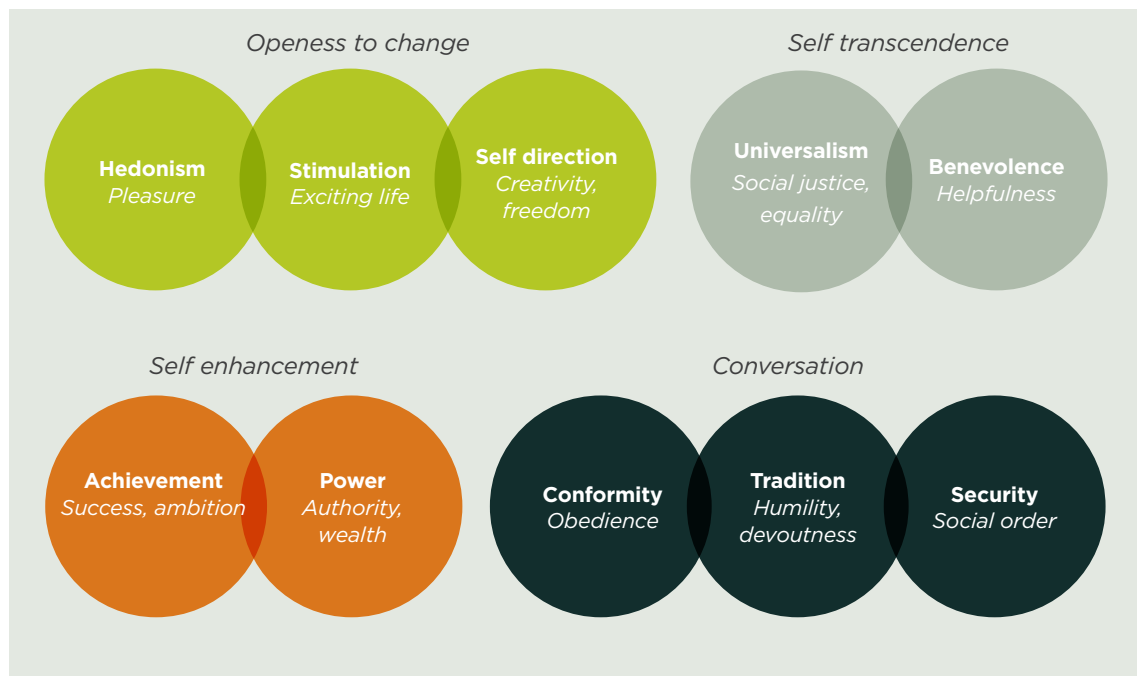 Openess to change
Hedonism
Pleasure
Stimulation
Exciting life
Self direction
Creativity,
freedom
Self transcendence
Universalism
Social justice,
equality
Benevolence
Helpfulness
Self enhancement
Achievement
Success, ambition
Power
Authority,
wealth
Conversation
Conformity
Obedience
Tradition
Humility,
devoutness
Security
Social order